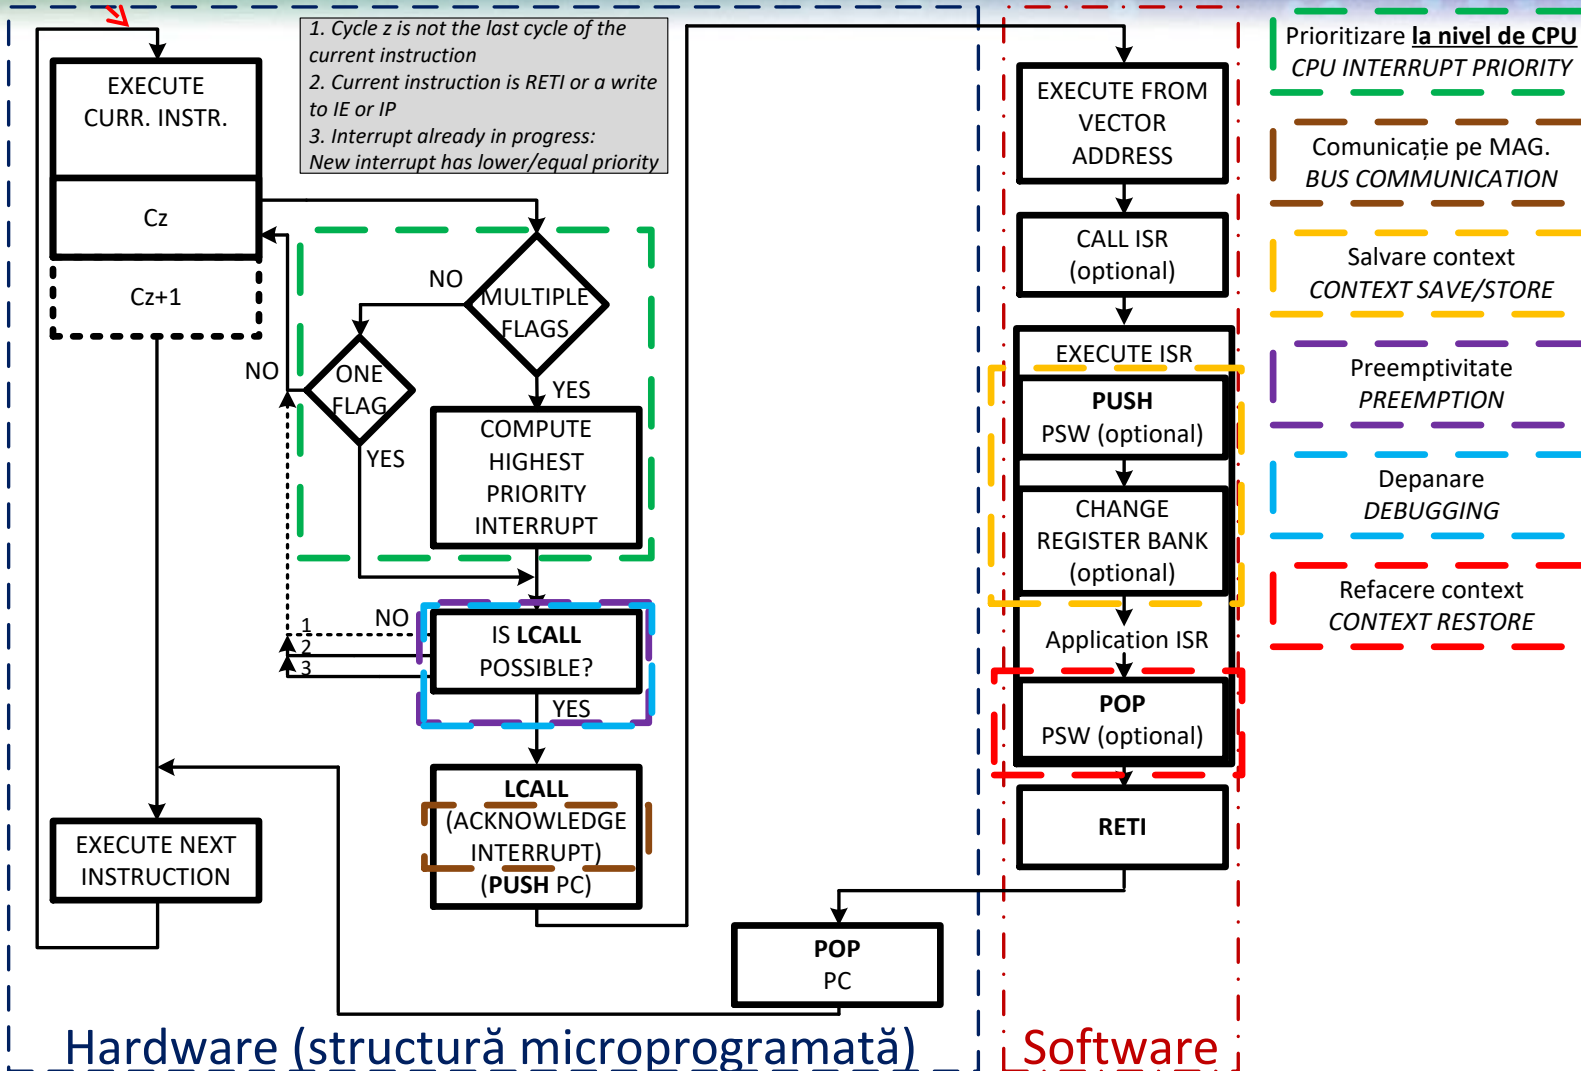 1. Cycle z is not the last cycle of the
current instruction
2. Current instruction is RETI or a write
to IE or IP
3. Interrupt already in progress:
New interrupt has lower/equal priority
EXECUTE
CURR. INSTR.
Cz
Cz+1
NO
MULTIPLE
FLAGS
NO
ONE
FLAG
YES
YES
COMPUTE
HIGHEST
PRIORITY
INTERRUPT
NO
1
2
3
IS LCALL
POSSIBLE?
YES
LCALL
(ACKNOWLEDGE
INTERRUPT)
(PUSH PC)
EXECUTE NEXT
INSTRUCTION
POP
PC
Hardware (structură microprogramată)
EXECUTE FROM
VECTOR
ADDRESS
CALL ISR
(optional)
EXECUTE ISR
PUSH
PSW (optional)
CHANGE
REGISTER BANK
(optional)
Application ISR
POP
PSW (optional)
RETI
Software
Prioritizare la nivel de CPU
CPU INTERRUPT PRIORITY
Comunicație pe MAG.
BUS COMMUNICATION
Salvare context
CONTEXT SAVE/STORE
Preemptivitate
PREEMPTION
Depanare
DEBUGGING
Refacere context
CONTEXT RESTORE